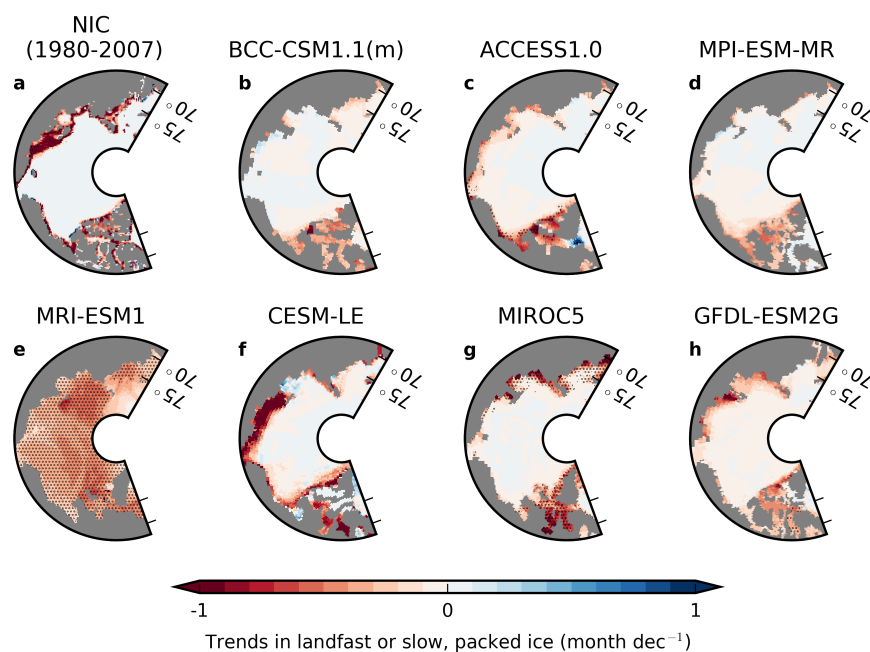 NIC
(1980-2007)
BCC-CSM1.1(m)
ACCESS1.0
MPI-ESM-MR
a
b
c
d
70°
75°
70°
75°
70°
75°
70°
75°
MRI-ESM1
CESM-LE
MIROC5
GFDL-ESM2G
e
f
g
h
70°
75°
70°
75°
70°
75°
70°
75°
-1
0
1
Trends in landfast or slow, packed ice (month dec⁻¹)